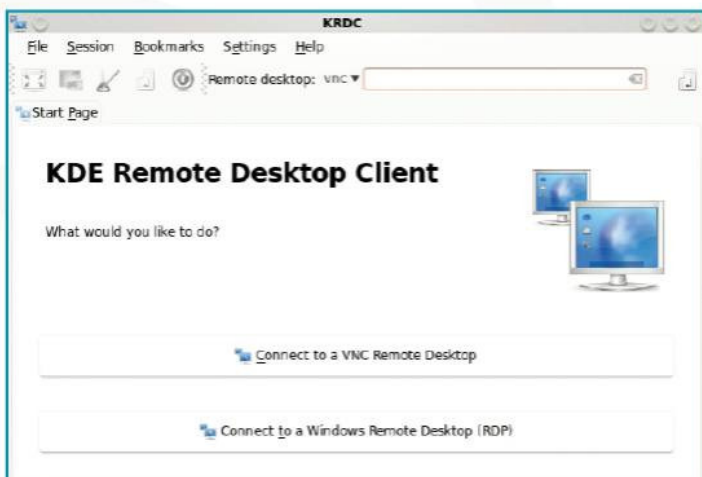 KRDC
File Session Bookmarks Settings Help
Remote desktop: vnc
Start Page
KDE Remote Desktop Client
What would you like to do?
Connect to a VNC Remote Desktop
Connect to a Windows Remote Desktop (RDP)